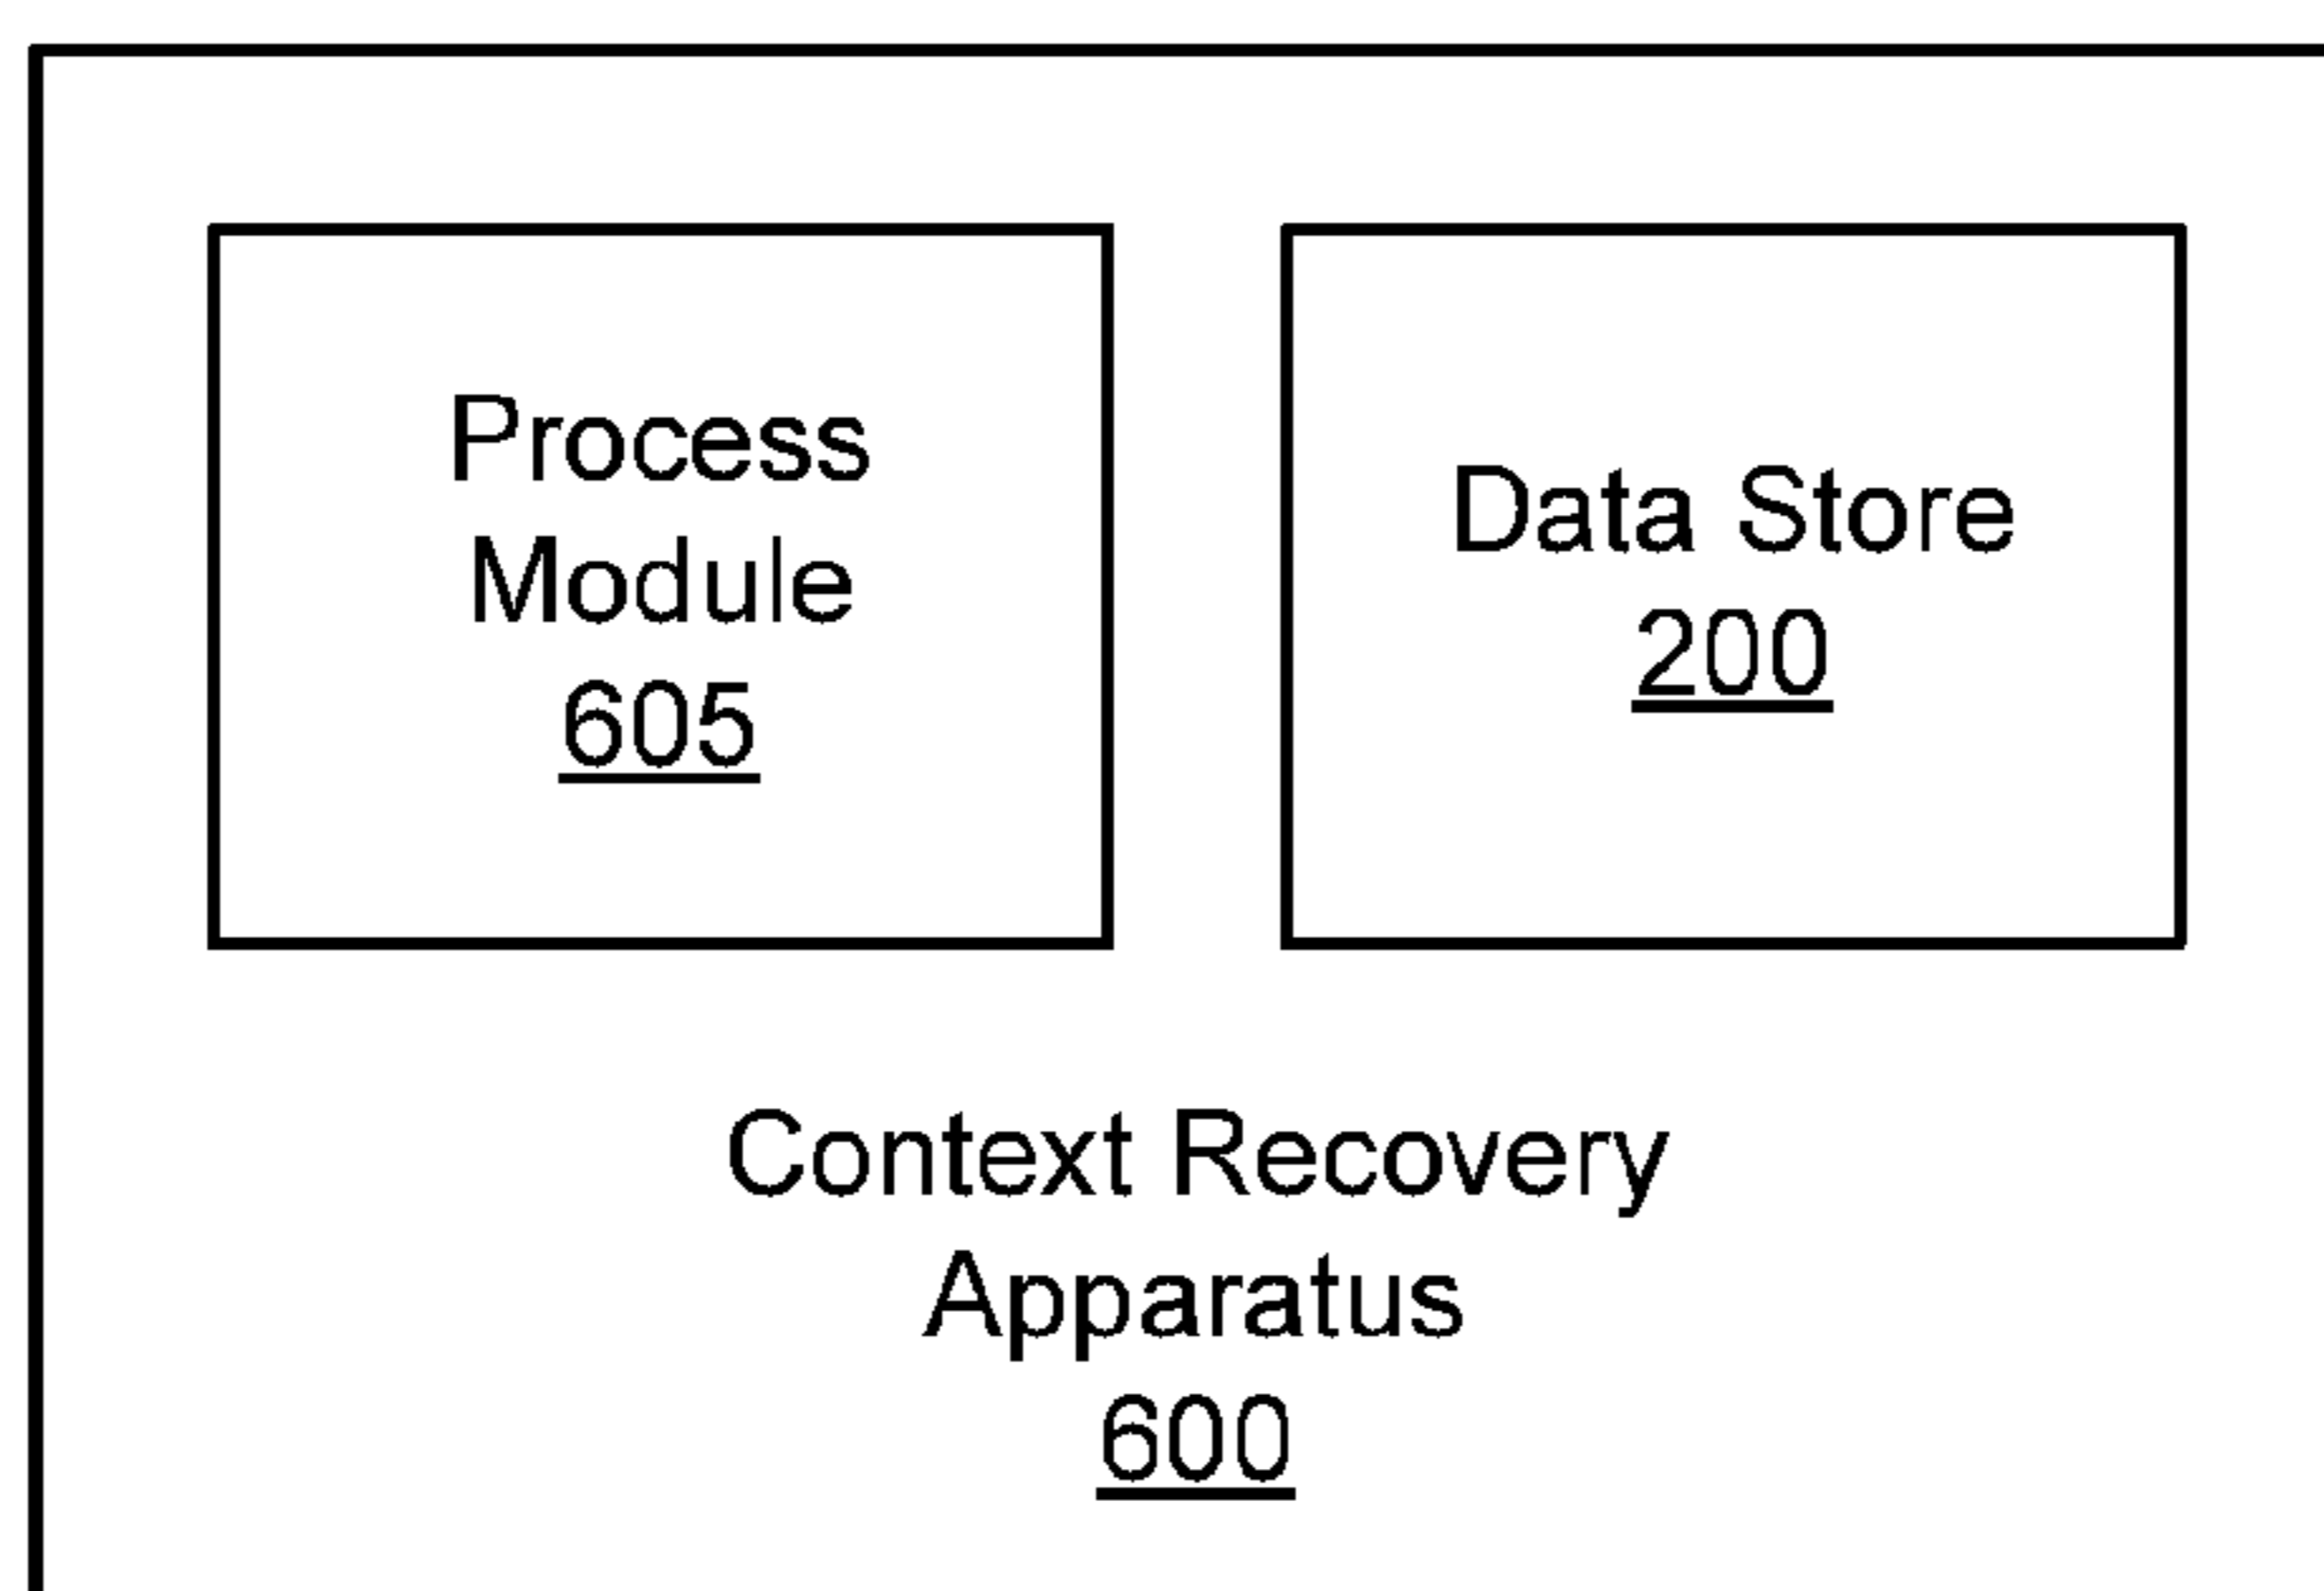 Process
Module
605
Data Store
200
Context Recovery
Apparatus
600